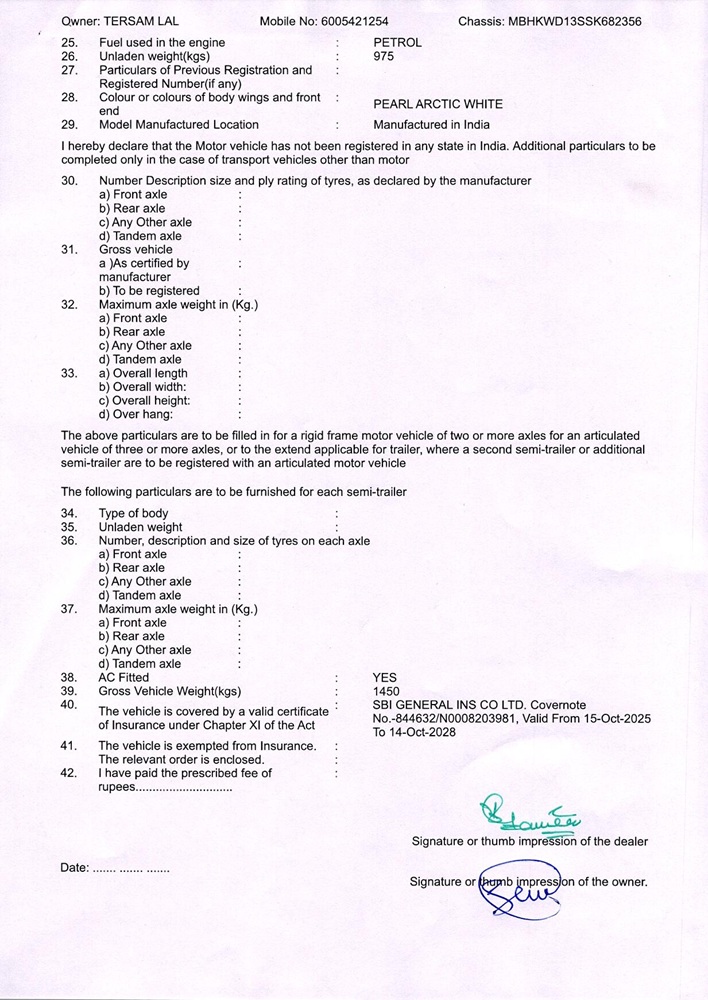 Owner: TERSAM LAL Mobile No: 6005421254 Chassis: MBHKWD13SSK682356
25. Fuel used in the engine : PETROL
26. Unladen weight(kgs) : 975
27. Particulars of Previous Registration and :
Registered Number(if any)
28. Colour or colours of body wings and front : PEARL ARCTIC WHITE
end
29. Model Manufactured Location : Manufactured in India
I hereby declare that the Motor vehicle has not been registered in any state in India. Additional particulars to be
completed only in the case of transport vehicles other than motor
30. Number Description size and ply rating of tyres, as declared by the manufacturer
a) Front axle :
b) Rear axle :
c) Any Other axle :
d) Tandem axle :
31. Gross vehicle
a )As certified by :
manufacturer
b) To be registered :
32. Maximum axle weight in (Kg.)
a) Front axle :
b) Rear axle :
c) Any Other axle :
d) Tandem axle :
33. a) Overall length :
b) Overall width: :
c) Overall height: :
d) Over hang: :
The above particulars are to be filled in for a rigid frame motor vehicle of two or more axles for an articulated
vehicle of three or more axles, or to the extend applicable for trailer, where a second semi-trailer or additional
semi-trailer are to be registered with an articulated motor vehicle
The following particulars are to be furnished for each semi-trailer
34. Type of body :
35. Unladen weight :
36. Number, description and size of tyres on each axle
a) Front axle :
b) Rear axle :
c) Any Other axle :
d) Tandem axle :
37. Maximum axle weight in (Kg.)
a) Front axle :
b) Rear axle :
c) Any Other axle :
d) Tandem axle :
38. AC Fitted : YES
39. Gross Vehicle Weight(kgs) : 1450
40. The vehicle is covered by a valid certificate : SBI GENERAL INS CO LTD. Covernote
of Insurance under Chapter XI of the Act No.-844632/N0008203981, Valid From 15-Oct-2025
To 14-Oct-2028
41. The vehicle is exempted from Insurance. :
The relevant order is enclosed. :
42. I have paid the prescribed fee of :
rupees............................
Signature or thumb impression of the dealer
Date: ....... ....... .......
Signature or thumb impression of the owner.